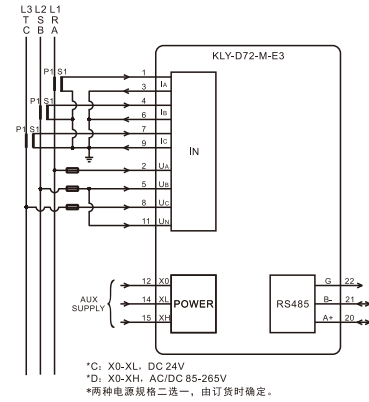 L3 L2 L1
T S R
C B A
KLY-D72-M-E3
P1 S1
P1 S1
P1 S1
1
3 IA
4
6 IB
7
9 IC
IN
2 UA
5 UB
8 UC
11 UN
AUX
SUPPLY
12 X0
14 XL
15 XH
POWER
RS485
G 22
B- 21
A+ 20
*C: X0-XL, DC 24V
*D: X0-XH, AC/DC 85-265V
*两种电源规格二选一，由订货时确定。